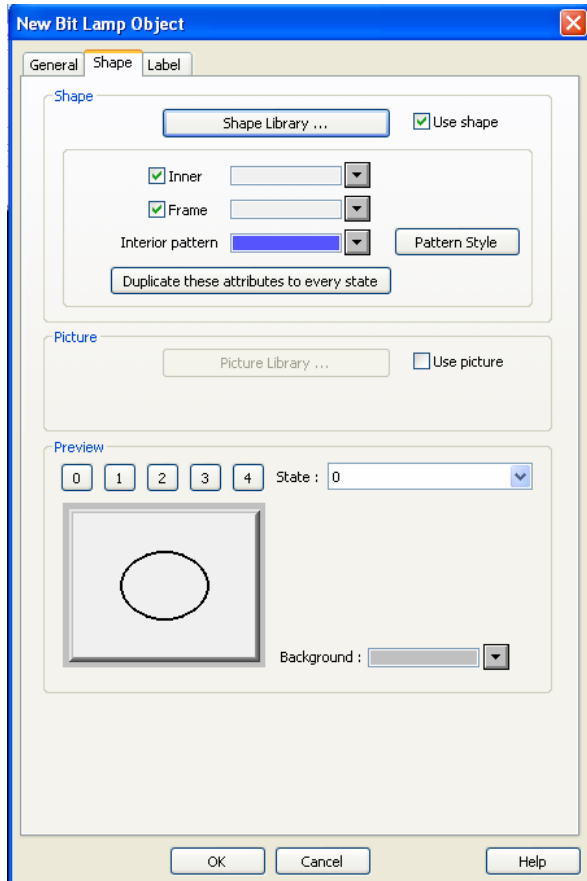 New Bit Lamp Object
General Shape Label
Shape
Shape Library ... Use shape
Inner
Frame
Interior pattern Pattern Style
Duplicate these attributes to every state
Picture
Picture Library ... Use picture
Preview
0 1 2 3 4 State : 0
Background :
OK Cancel Help